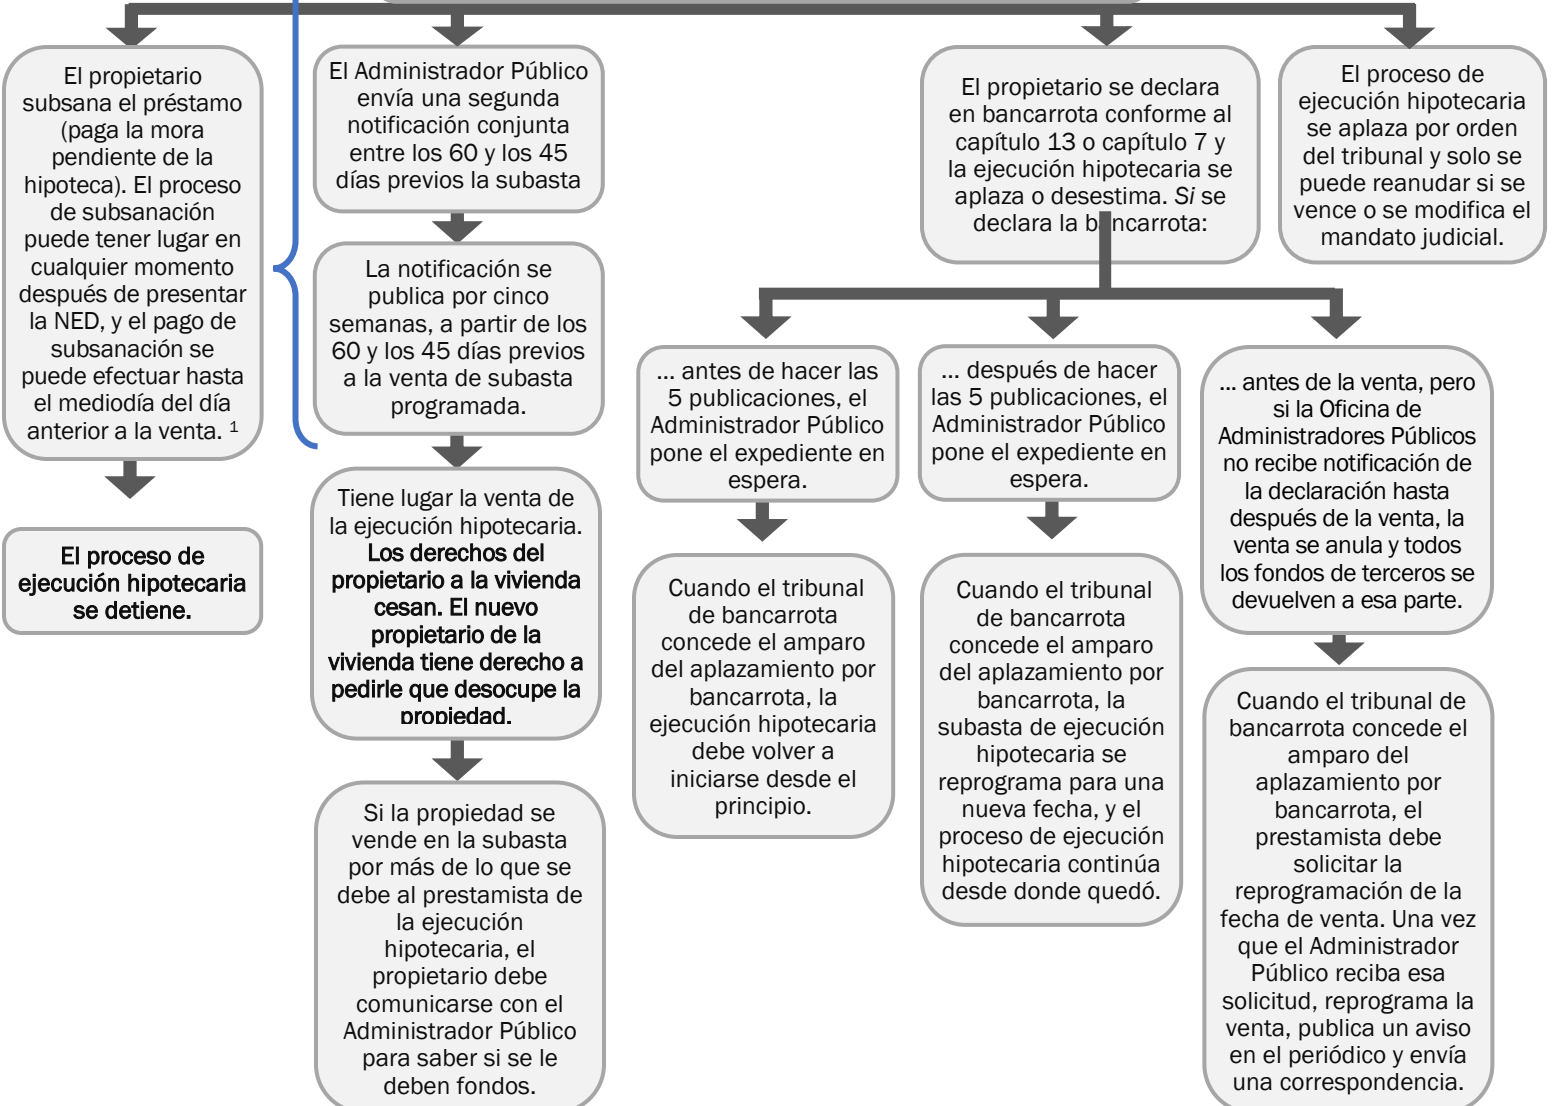 El propietario
subsana el préstamo
(paga la mora
pendiente de la
hipoteca). El proceso
de subsanación
puede tener lugar en
cualquier momento
después de presentar
la NED, y el pago de
subsanación se
puede efectuar hasta
el mediodía del día
anterior a la venta. 1
El proceso de
ejecución hipotecaria
se detiene.
El Administrador Público
envía una segunda
notificación conjunta
entre los 60 y los 45
días previos la subasta
La notificación se
publica por cinco
semanas, a partir de los
60 y los 45 días previos
a la venta de subasta
programada.
Tiene lugar la venta de
la ejecución hipotecaria.
Los derechos del
propietario a la vivienda
cesan. El nuevo
propietario de la
vivienda tiene derecho a
pedirle que desocupe la
propiedad.
Si la propiedad se
vende en la subasta
por más de lo que se
debe al prestamista de
la ejecución
hipotecaria, el
propietario debe
comunicarse con el
Administrador Público
para saber si se le
deben fondos.
El propietario se declara
en bancarrota conforme al
capítulo 13 o capítulo 7 y
la ejecución hipotecaria se
aplaza o desestima. Si se
declara la bancarrota:
... antes de hacer las
5 publicaciones, el
Administrador Público
pone el expediente en
espera.
Cuando el tribunal
de bancarrota
concede el amparo
del aplazamiento por
bancarrota, la
ejecución hipotecaria
debe volver a
iniciarse desde el
principio.
... después de hacer
las 5 publicaciones, el
Administrador Público
pone el expediente en
espera.
Cuando el tribunal
de bancarrota
concede el amparo
del aplazamiento por
bancarrota, la
subasta de ejecución
hipotecaria se
reprograma para una
nueva fecha, y el
proceso de ejecución
hipotecaria continúa
desde donde quedó.
... antes de la venta, pero
si la Oficina de
Administradores Públicos
no recibe notificación de
la declaración hasta
después de la venta, la
venta se anula y todos
los fondos de terceros se
devuelven a esa parte.
Cuando el tribunal de
bancarrota concede el
amparo del
aplazamiento por
bancarrota, el
prestamista debe
solicitar la
reprogramación de la
fecha de venta. Una vez
que el Administrador
Público reciba esa
solicitud, reprograma la
venta, publica un aviso
en el periódico y envía
una correspondencia.
El proceso de
ejecución hipotecaria
se aplaza por orden
del tribunal y solo se
puede reanudar si se
vence o se modifica el
mandato judicial.